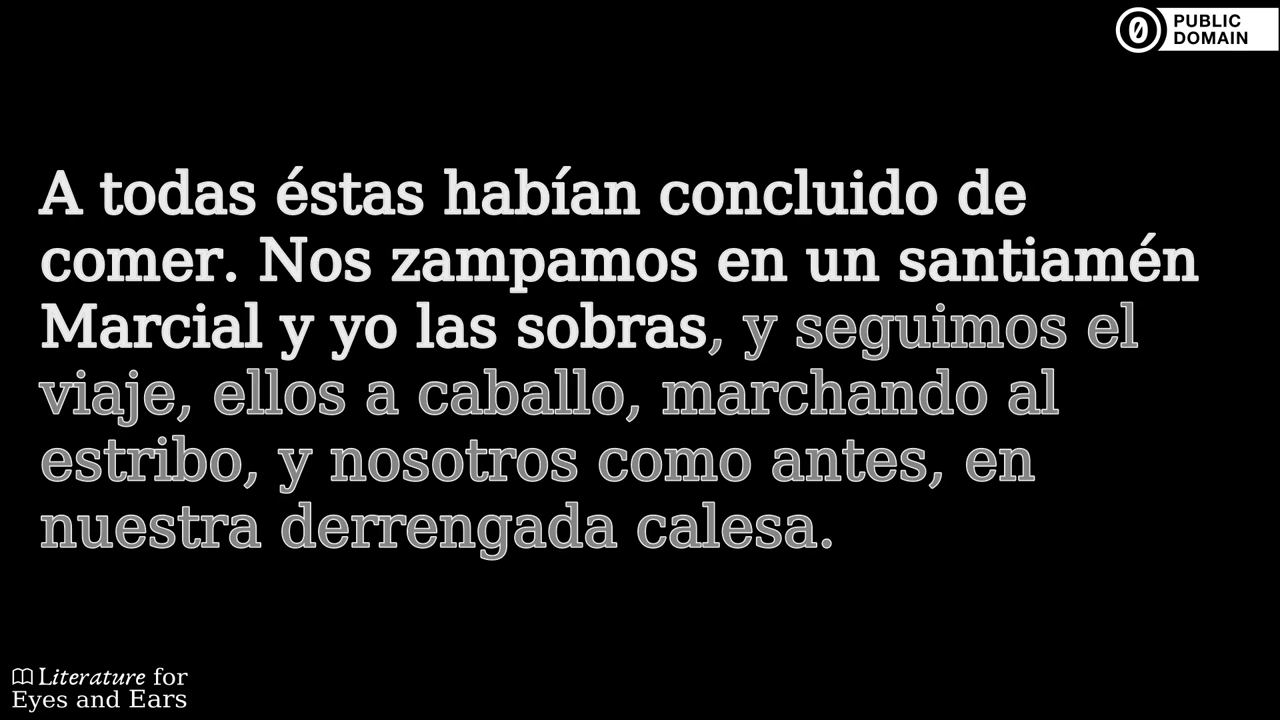 PUBLIC
DOMAIN
A todas éstas habían concluido de
comer. Nos zampamos en un santiamén
Marcial y yo las sobras, y seguimos el
viaje, ellos a caballo, marchando al
estribo, y nosotros como antes, en
nuestra derrengada calesa.
Literature for
Eyes and Ears